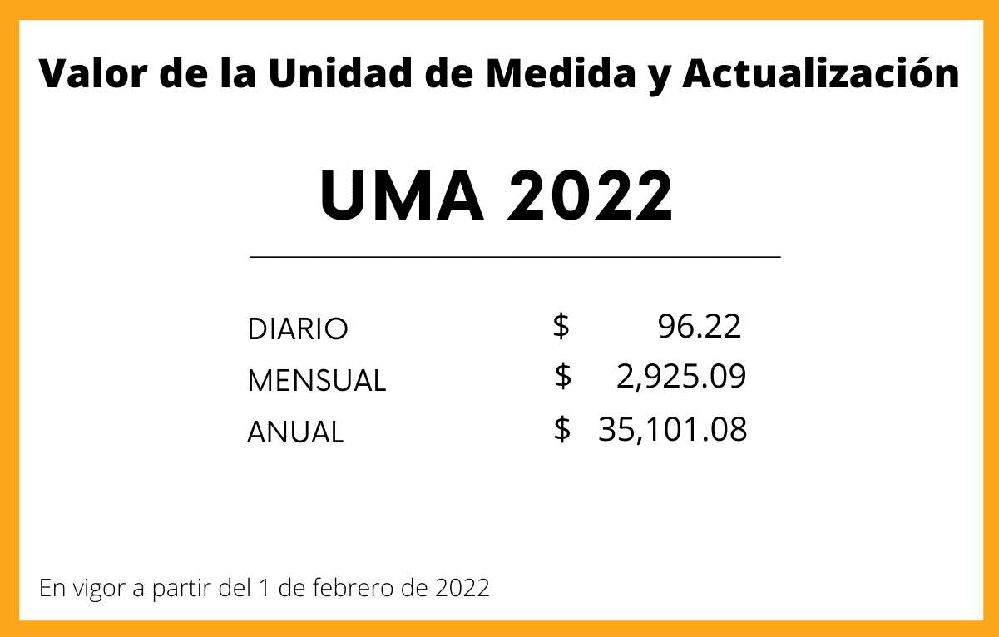 Valor de la Unidad de Medida y Actualización
UMA 2022
DIARIO $ 96.22
MENSUAL $ 2,925.09
ANUAL $ 35,101.08
En vigor a partir del 1 de febrero de 2022